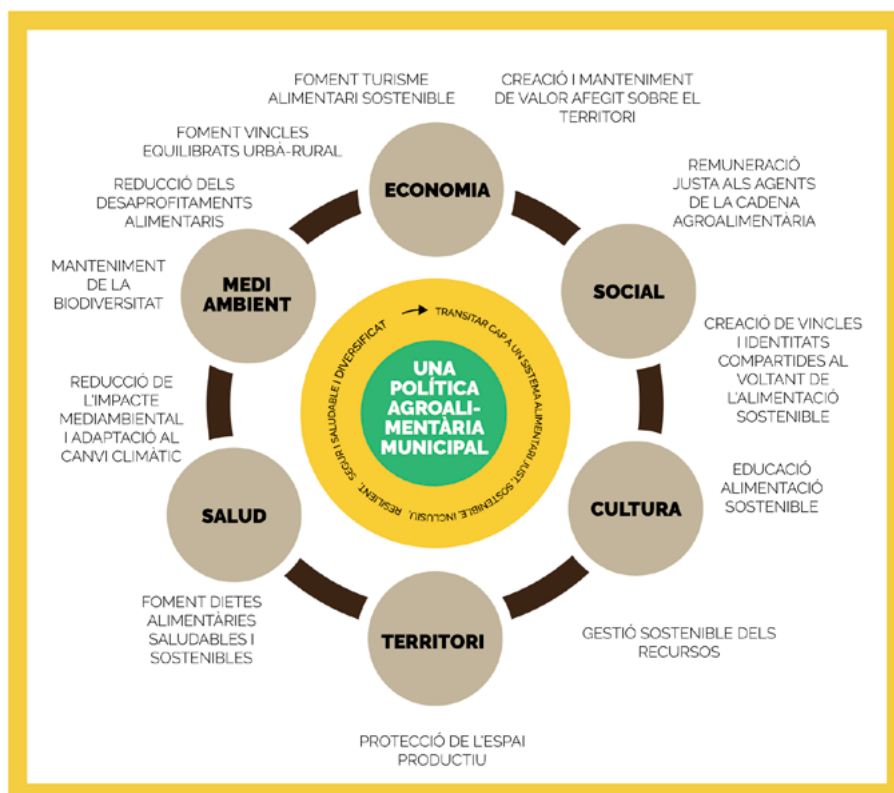 FOMENT TURISME
ALIMENTARI SOSTENIBLE
CREACIÓ I MANTENIMENT
DE VALOR AFEGIT SOBRE EL
TERRITORI
FOMENT VINCLES
EQUILIBRATS URBÀ-RURAL
REMUNERACIÓ
JUSTA ALS AGENTS
DE LA CADENA
AGROALIMENTÀRIA
REDUCCIÓ DELS
DESAPROFITAMENTS
ALIMENTARIS
ECONOMIA
MANTENIMENT
DE LA
BIODIVERSITAT
MEDI
AMBIENT
SOCIAL
TRANSITAR CAP A UN SISTEMA ALIMENTARI JUST, SOSTENIBLE, INCLUSIU, RESILIENT, SEGUR I SALUDABLE I DIVERSIFICAT
UNA
POLÍTICA
AGROALI-
MENTÀRIA
MUNICIPAL
CREACIÓ DE VINCLES
I IDENTITATS
COMPARTIDES AL
VOLTANT DE
L'ALIMENTACIÓ
SOSTENIBLE
REDUCCIÓ DE
L'IMPACTE
MEDIAMBIENTAL
I ADAPTACIÓ AL
CANVI CLIMÀTIC
EDUCACIÓ
ALIMENTACIÓ
SOSTENIBLE
SALUD
CULTURA
FOMENT DIETES
ALIMENTÀRIES
SALUDABLES I
SOSTENIBLES
TERRITORI
GESTIÓ SOSTENIBLE DELS
RECURSOS
PROTECCIÓ DE L'ESPAI
PRODUCTIU